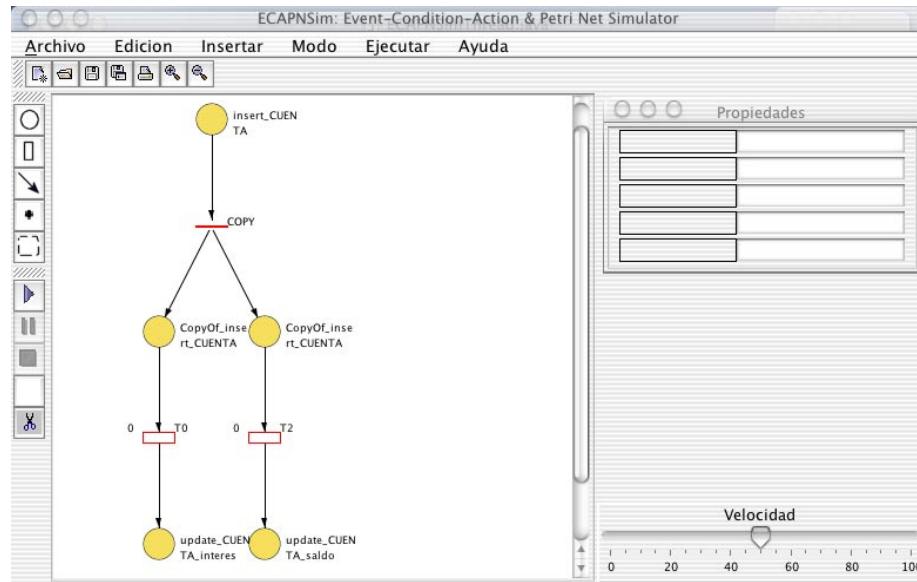 ECAPNSim: Event-Condition-Action & Petri Net Simulator
Archivo Edicion Insertar Modo Ejecutar Ayuda
insert_CUEN
TA
COPY
CopyOf_inse
rt_CUENTA
CopyOf_inse
rt_CUENTA
0 T0
0 T2
update_CUEN
TA_interes
update_CUEN
TA_saldo
Propiedades
Velocidad
0 20 40 60 80 10